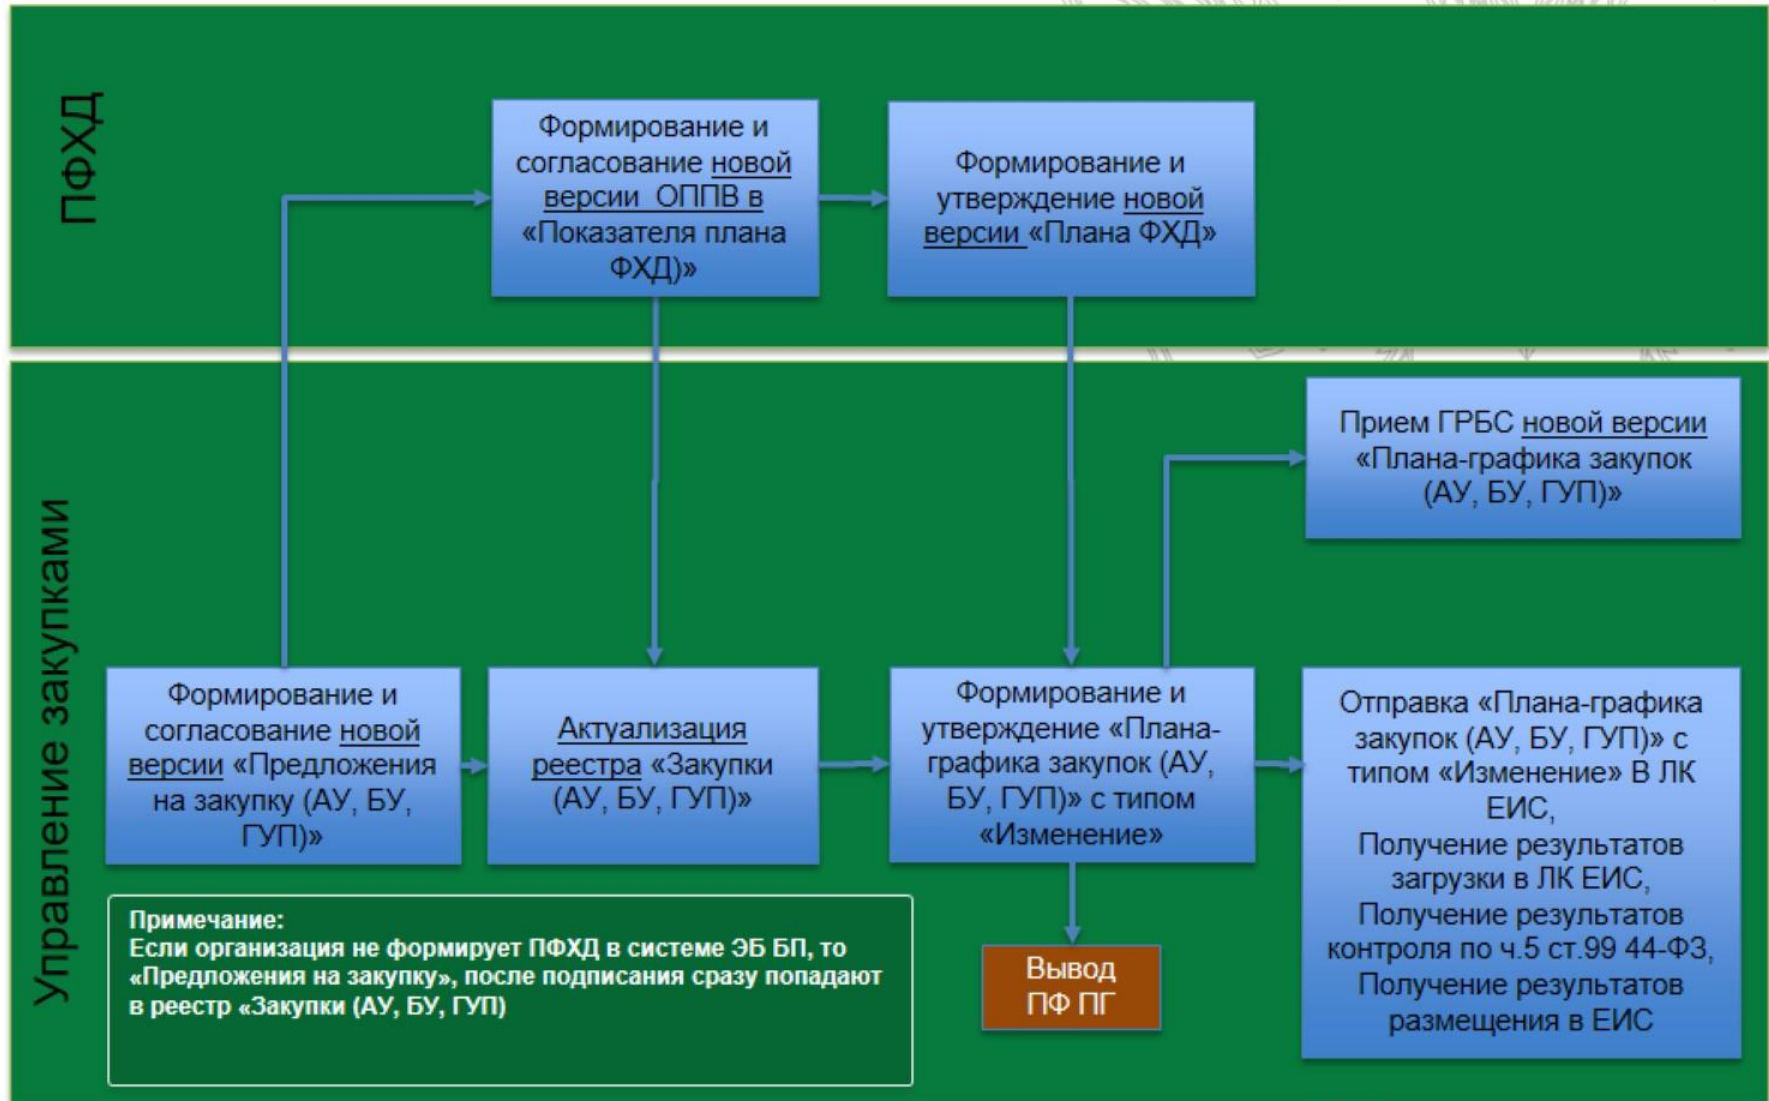 ПФХД
Формирование и
согласование новой
версии ОППВ в
«Показателя плана
ФХД)»
Формирование и
утверждение новой
версии «Плана ФХД»
Управление закупками
Прием ГРБС новой версии
«Плана-графика закупок
(АУ, БУ, ГУП)»
Формирование и
согласование новой
версии «Предложения
на закупку (АУ, БУ,
ГУП)»
Актуализация
реестра «Закупки
(АУ, БУ, ГУП)»
Формирование и
утверждение «Плана-
графика закупок (АУ,
БУ, ГУП)» с типом
«Изменение»
Отправка «Плана-графика
закупок (АУ, БУ, ГУП)» с
типом «Изменение» В ЛК
ЕИС,
Получение результатов
загрузки в ЛК ЕИС,
Получение результатов
контроля по ч.5 ст.99 44-ФЗ,
Получение результатов
размещения в ЕИС
Примечание:
Если организация не формирует ПФХД в системе ЭБ БП, то
«Предложения на закупку», после подписания сразу попадают
в реестр «Закупки (АУ, БУ, ГУП)
Вывод
ПФ ПГ